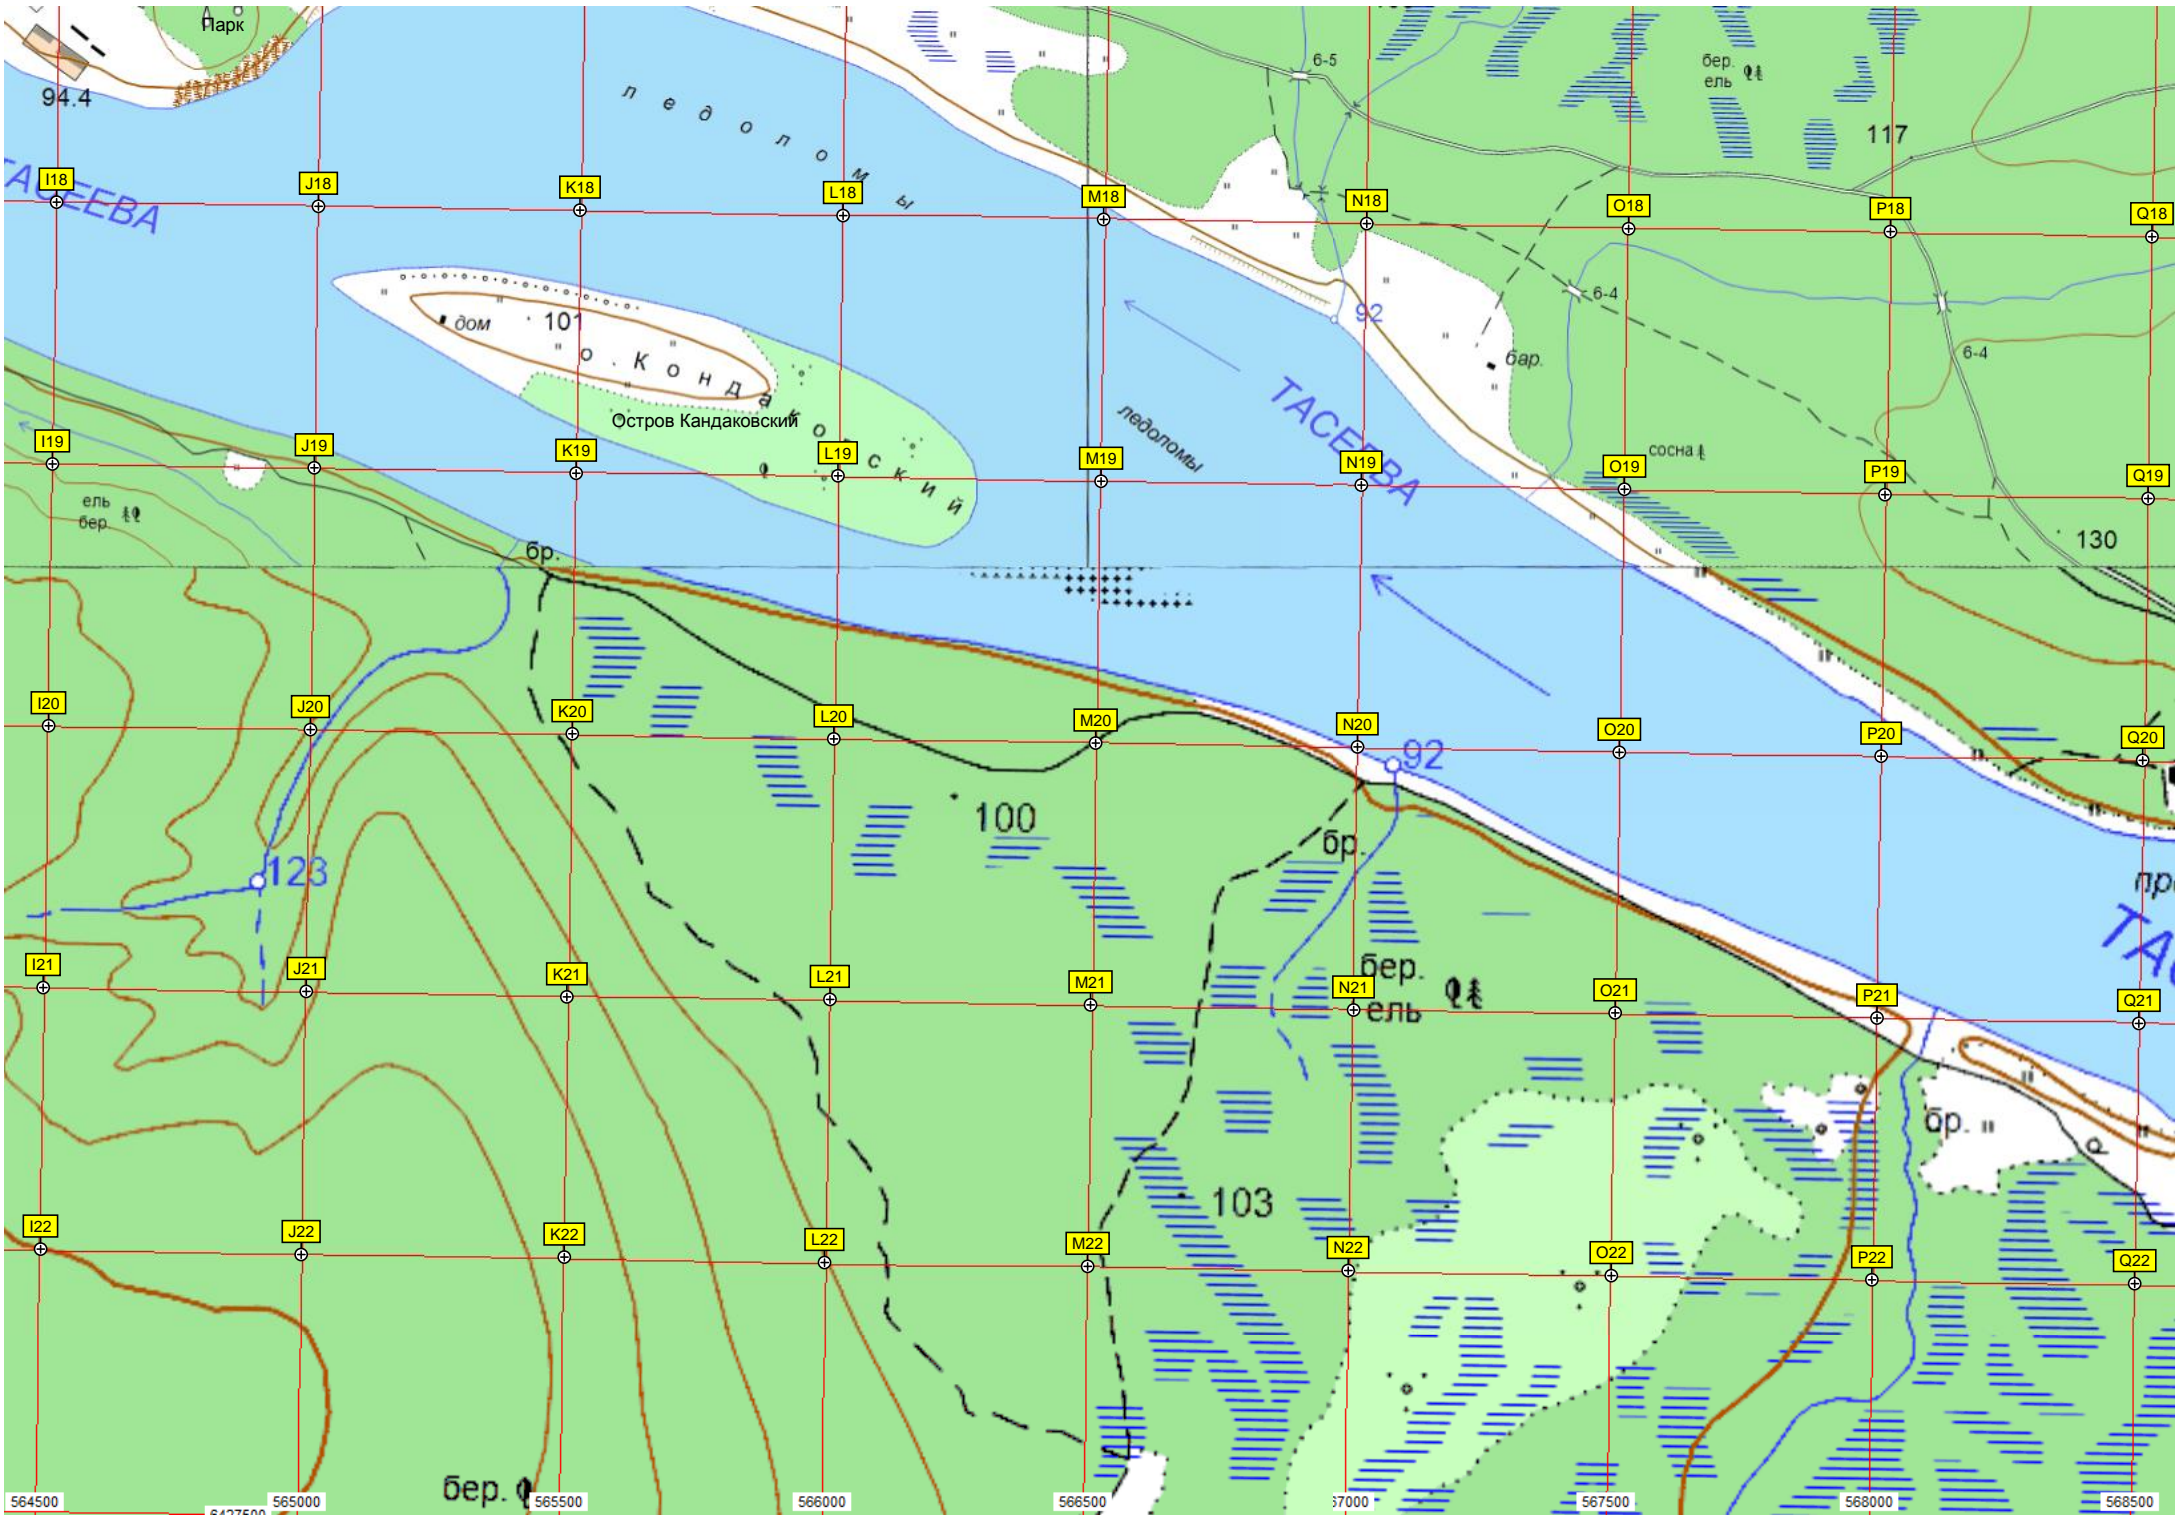 Парк
94.4
ледоломы
6-5
бер.
ель
117
ТАСЕЕВА
I18
J18
K18
L18
M18
N18
O18
P18
Q18
6-4
92
дом
101
о. Кондаковский
Остров Кандаковский
ледоломы
ТАСЕЕВА
бар.
6-4
сосна
I19
J19
K19
L19
M19
N19
O19
P19
Q19
ель
бер.
130
бр.
I20
J20
K20
L20
M20
N20
O20
P20
Q20
92
100
бр.
123
бер.
ель
I21
J21
K21
L21
M21
N21
O21
P21
Q21
бр.
103
I22
J22
K22
L22
M22
N22
O22
P22
Q22
бер.
564500
565000
565500
566000
566500
567500
568000
568500